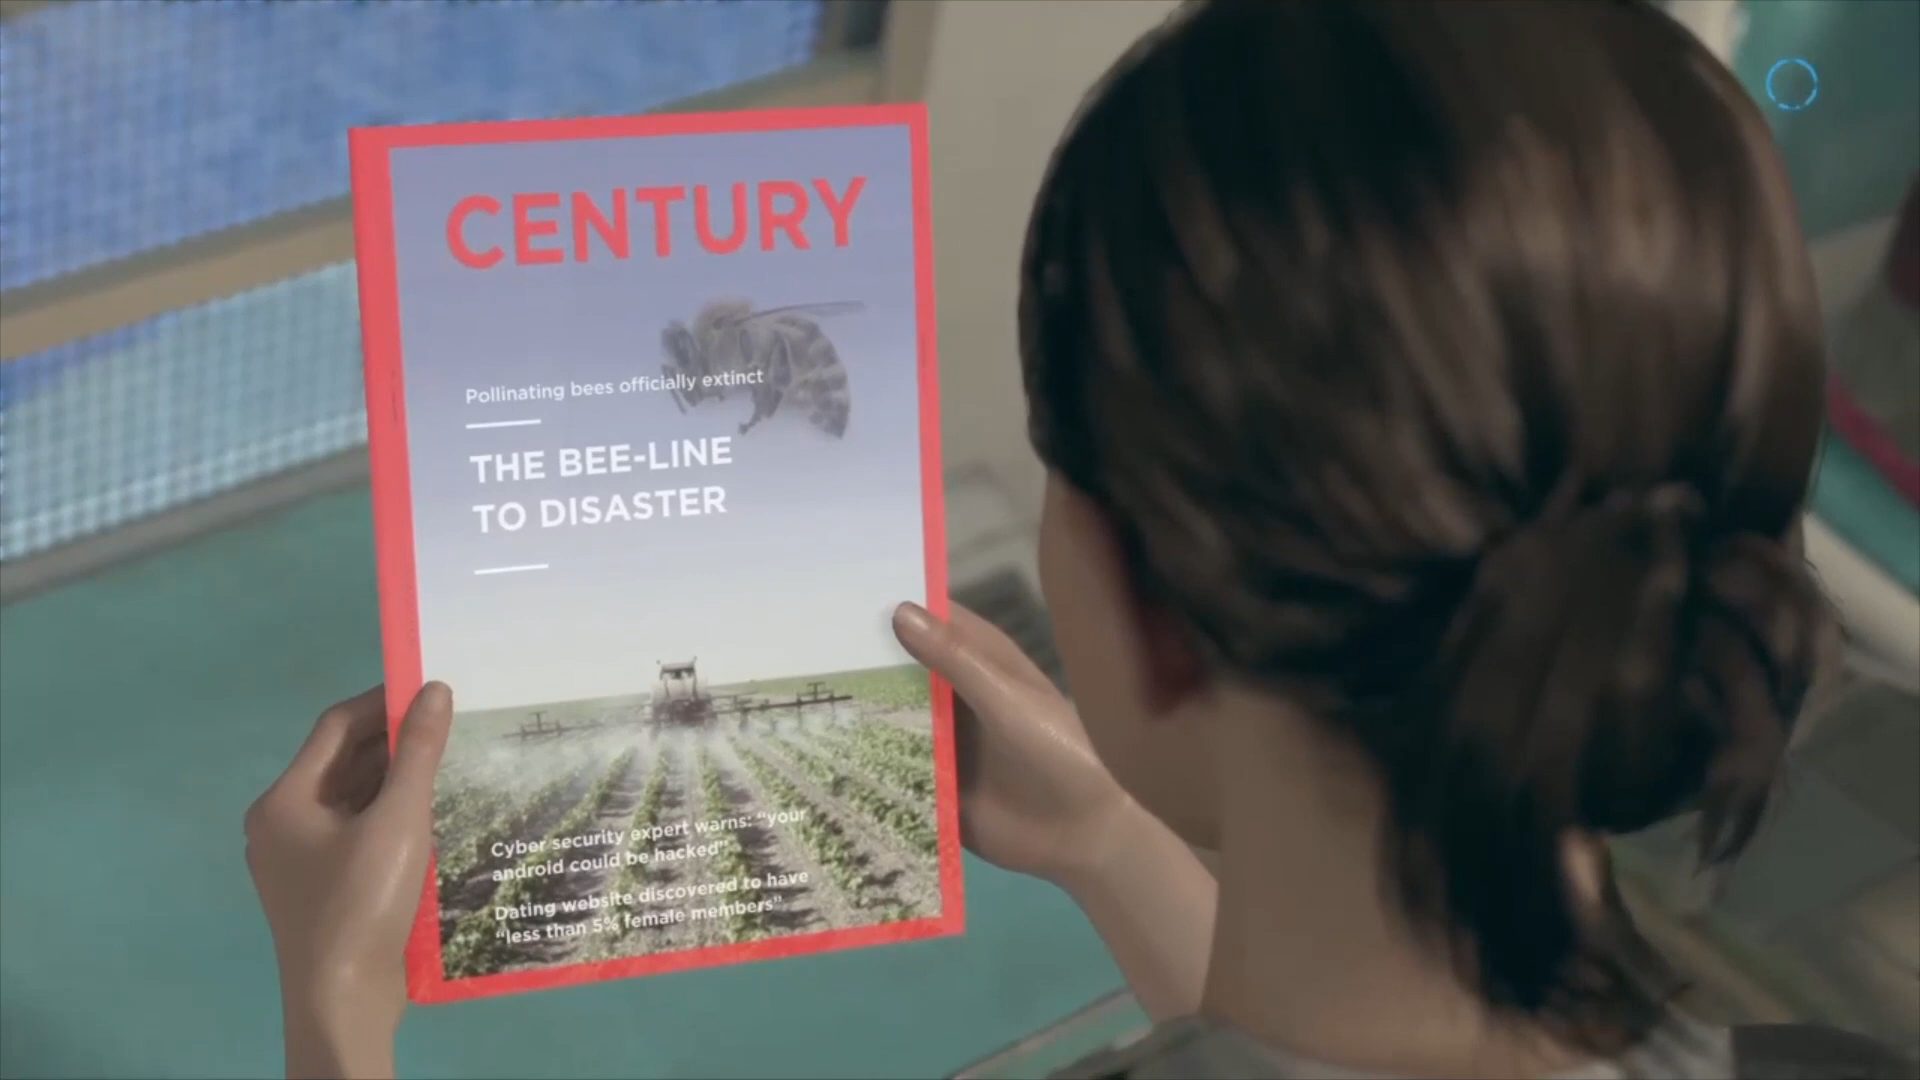 CENTURY
Pollinating bees officially extinct
THE BEE-LINE
TO DISASTER
Cyber security expert warns: “your
android could be hacked”
Dating website discovered to have
“less than 5% female members”